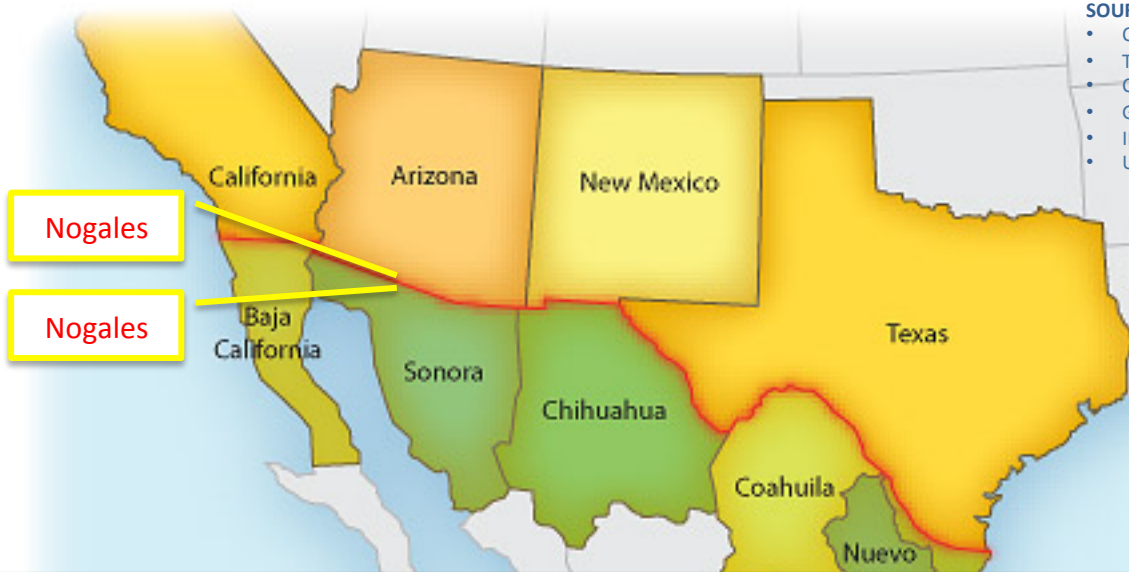 SOUR
• C
• T
• C
• G
• I
• U
California
Arizona
New Mexico
Nogales
Nogales
Baja
California
Texas
Sonora
Chihuahua
Coahuila
Nuevo